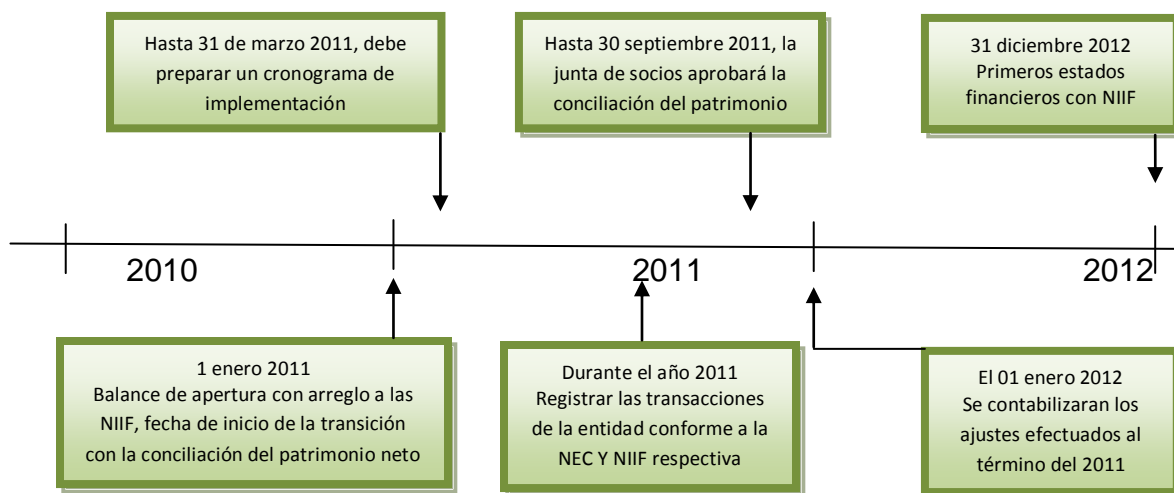 Hasta 31 de marzo 2011, debe
preparar un cronograma de
implementación
Hasta 30 septiembre 2011, la
junta de socios aprobará la
conciliación del patrimonio
31 diciembre 2012
Primeros estados
financieros con NIIF
2010
2011
2012
1 enero 2011
Balance de apertura con arreglo a las
NIIF, fecha de inicio de la transición
con la conciliación del patrimonio neto
Durante el año 2011
Registrar las transacciones
de la entidad conforme a la
NEC Y NIIF respectiva
El 01 enero 2012
Se contabilizaran los
ajustes efectuados al
término del 2011